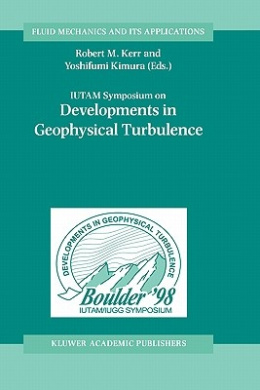 FLUID MECHANICS AND ITS APPLICATIONS
Robert M. Kerr and
Yoshifumi Kimura (Eds.)
IUTAM Symposium on
Developments in
Geophysical Turbulence
DEVELOPMENTS IN GEOPHYSICAL TURBULENCE
Boulder '98
IUTAM/IUGG SYMPOSIUM
KLUWER ACADEMIC PUBLISHERS